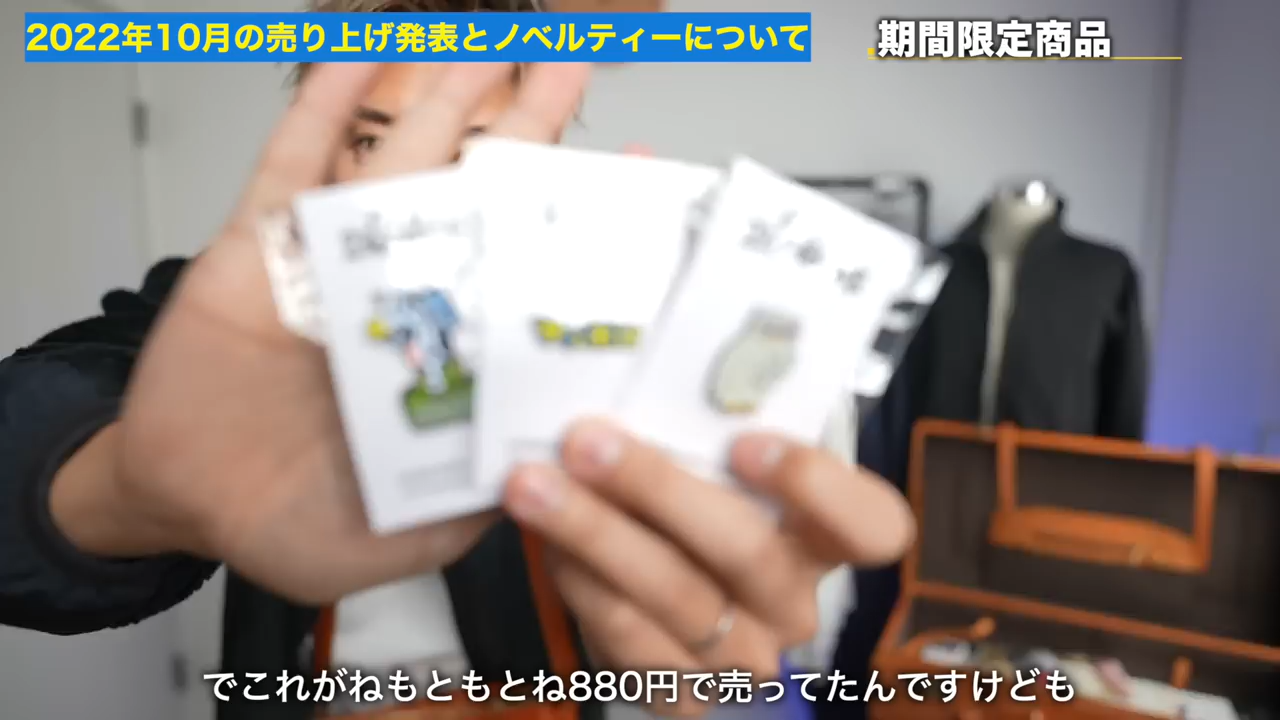 2022年10月の売り上げ発表とノベルティーについて
期間限定商品
でこれがねもともとね880円で売ってたんですけども